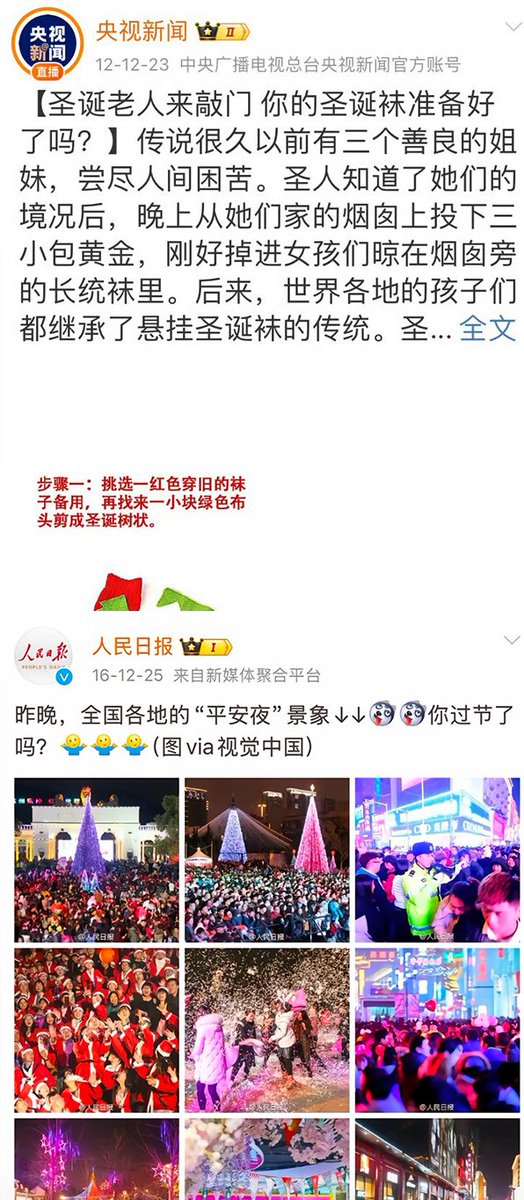 央视新闻
直播
央视新闻
II
12-12-23 中央广播电视总台央视新闻官方账号
【圣诞老人来敲门 你的圣诞袜准备好
了吗？】传说很久以前有三个善良的姐
妹，尝尽人间困苦。圣人知道了她们的
境况后，晚上从她们家的烟囱上投下三
小包黄金，刚好掉进女孩们晾在烟囱旁
的长统袜里。后来，世界各地的孩子们
都继承了悬挂圣诞袜的传统。圣... 全文
步骤一：挑选一红色穿旧的袜
子备用，再找来一小块绿色布
头剪成圣诞树状。
人民日报
PEOPLE'S DAILY
人民日报
I
16-12-25 来自新媒体聚合平台
昨晚，全国各地的“平安夜”景象↓↓你过节了
吗？（图via视觉中国）
@人民日报
@人民日报
@人民日报
@人民日报
@人民日报
@人民日报